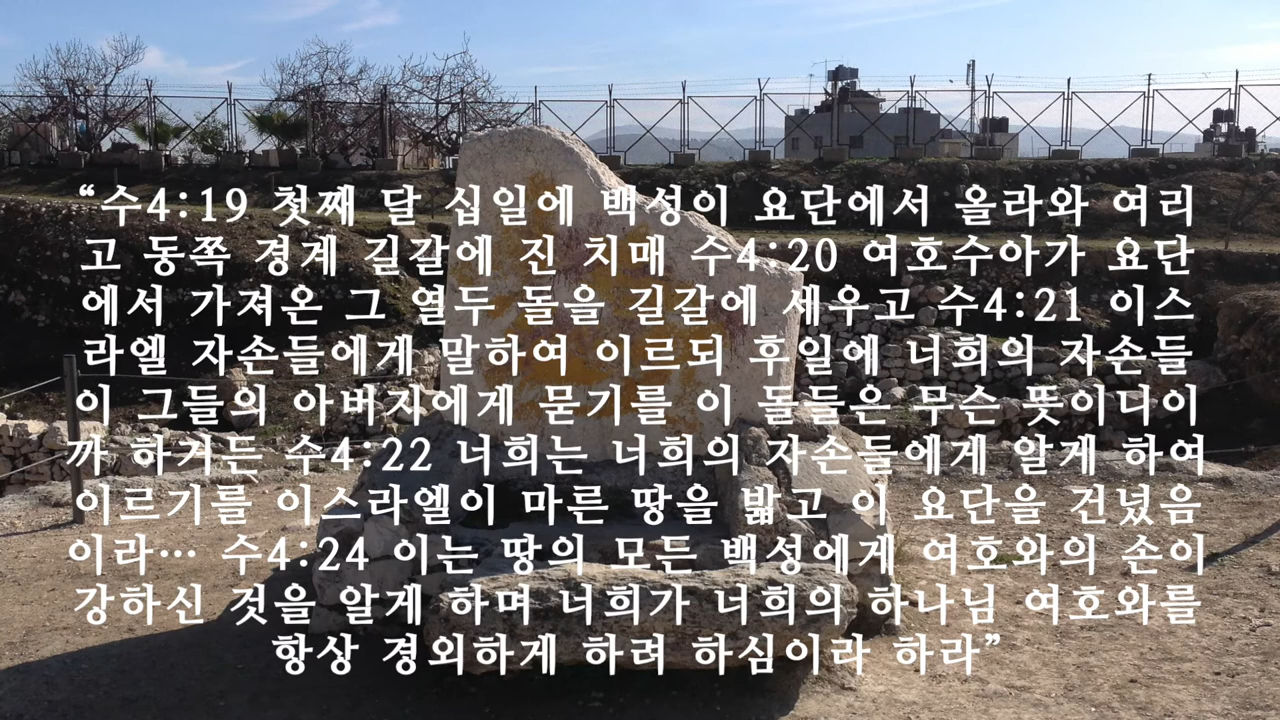 “수4:19 첫째 달 십일에 백성이 요단에서 올라와 여리
고 동쪽 경계 길갈에 진 치매 수4:20 여호수아가 요단
에서 가져온 그 열두 돌을 길갈에 세우고 수4:21 이스
라엘 자손들에게 말하여 이르되 후일에 너희의 자손들
이 그들의 아버지에게 묻기를 이 돌들은 무슨 뜻이니이
까 하거든 수4:22 너희는 너희의 자손들에게 알게 하여
이르기를 이스라엘이 마른 땅을 밟고 이 요단을 건넜음
이라… 수4:24 이는 땅의 모든 백성에게 여호와의 손이
강하신 것을 알게 하며 너희가 너희의 하나님 여호와를
항상 경외하게 하려 하심이라 하라”